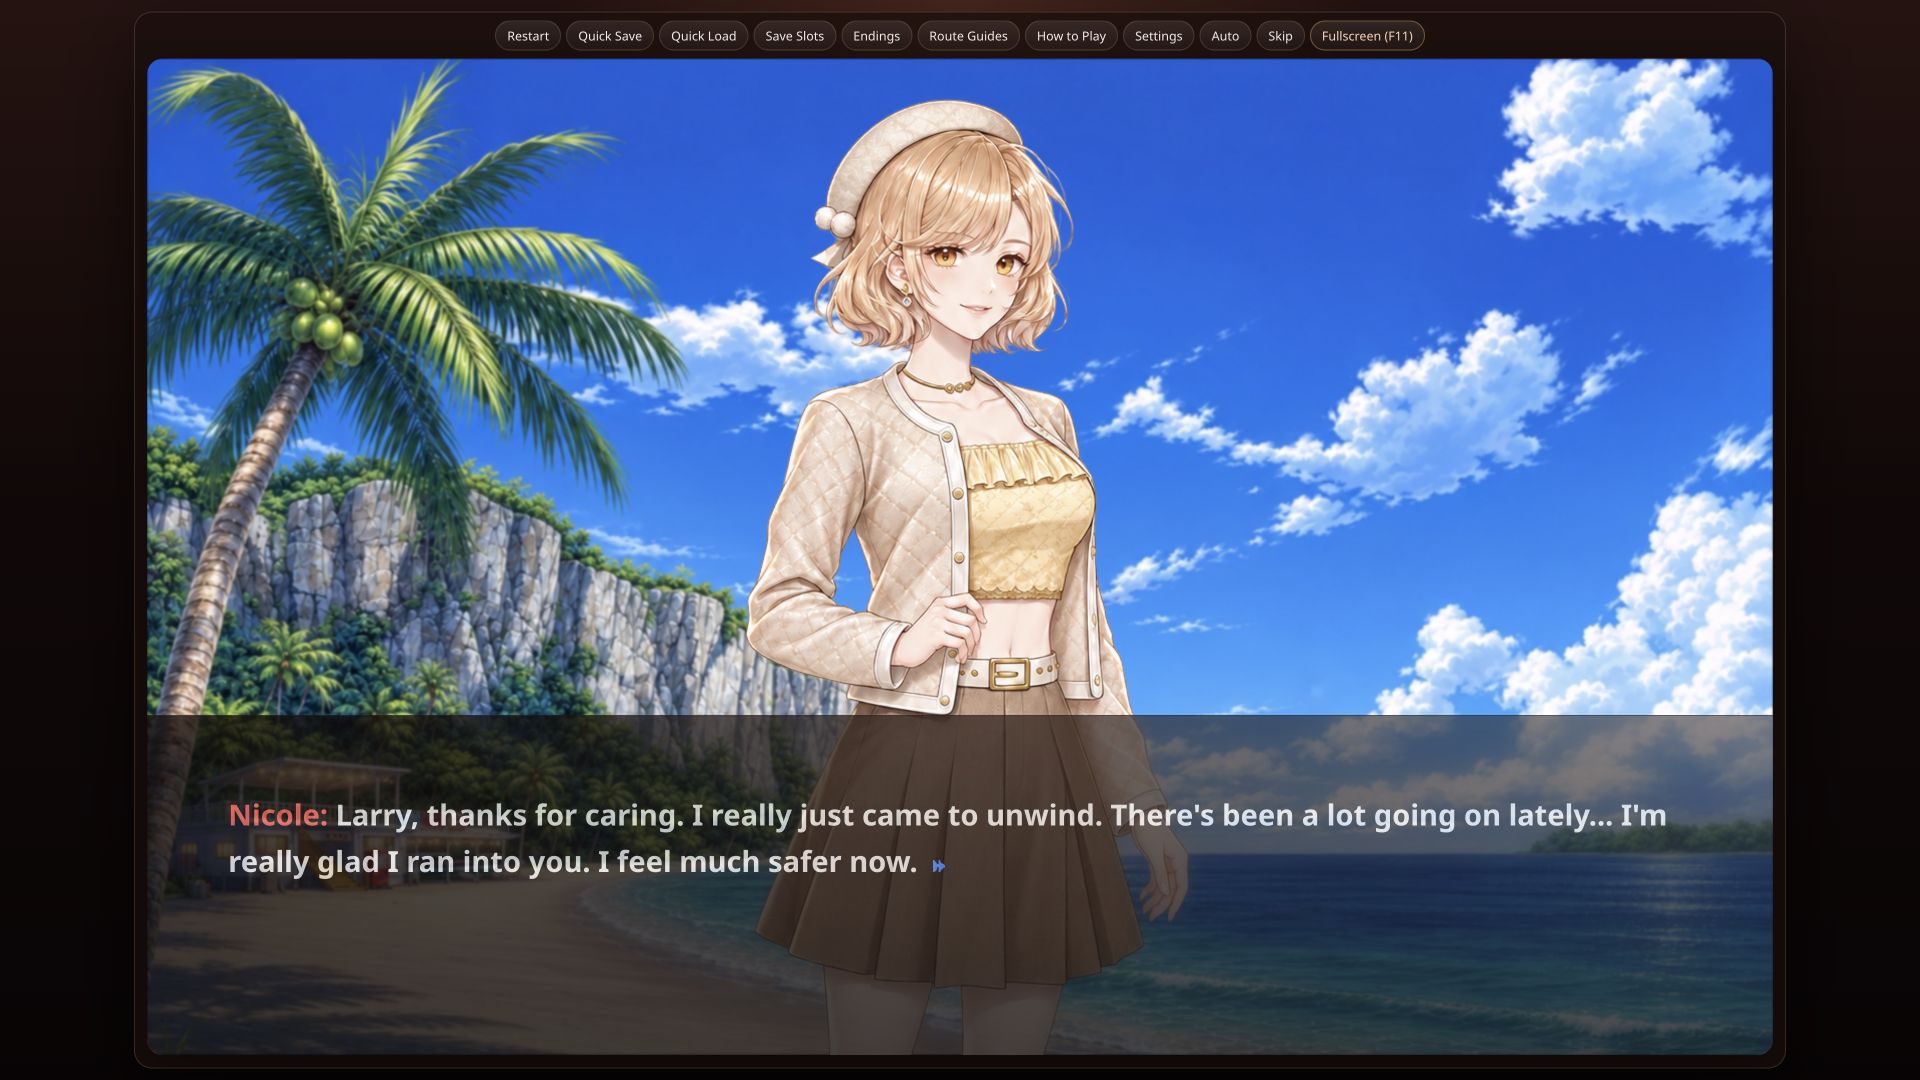 Restart Quick Save Quick Load Save Slots Endings Route Guides How to Play Settings Auto Skip Fullscreen (F11)
Nicole: Larry, thanks for caring. I really just came to unwind. There's been a lot going on lately... I'm
really glad I ran into you. I feel much safer now.